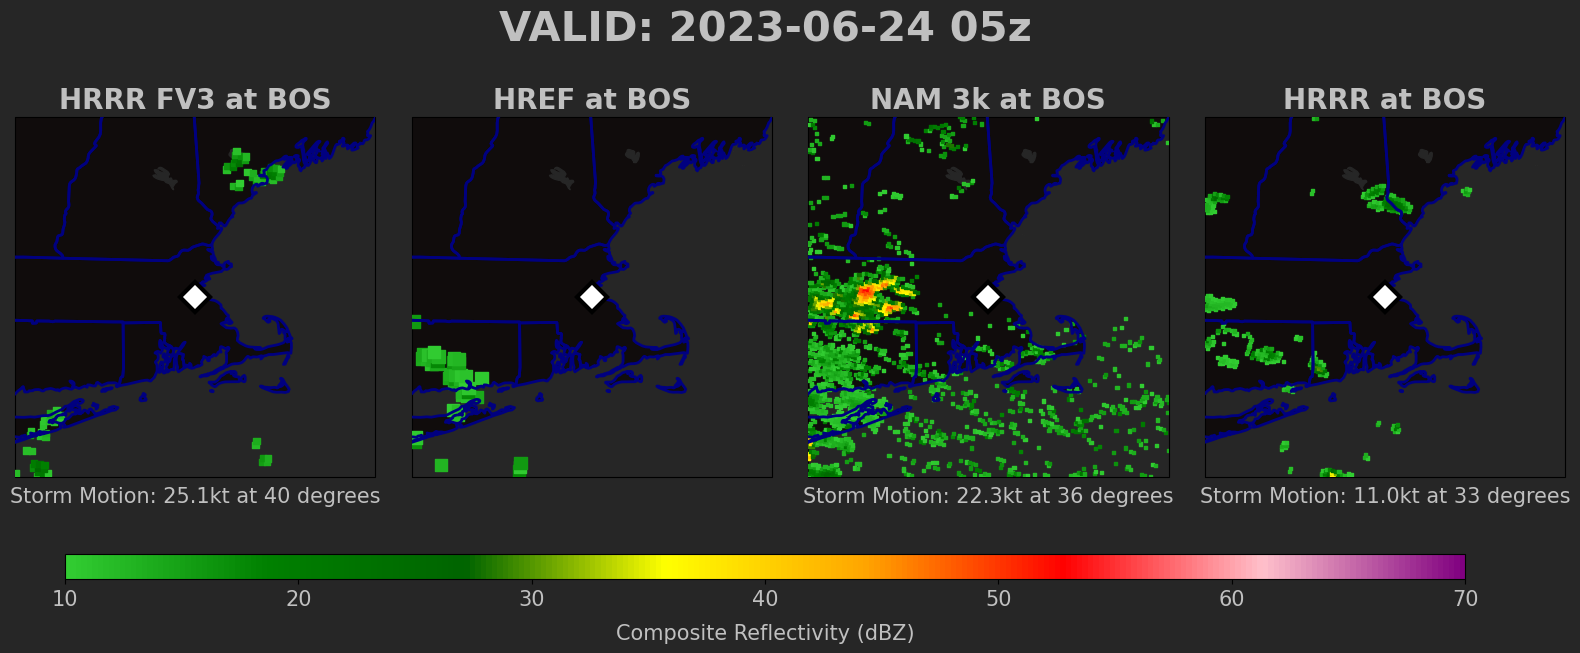 VALID: 2023-06-24 05z
HRRR FV3 at BOS
HREF at BOS
NAM 3k at BOS
HRRR at BOS
Storm Motion: 25.1kt at 40 degrees
Storm Motion: 22.3kt at 36 degrees
Storm Motion: 11.0kt at 33 degrees
10 20 30 40 50 60 70
Composite Reflectivity (dBZ)